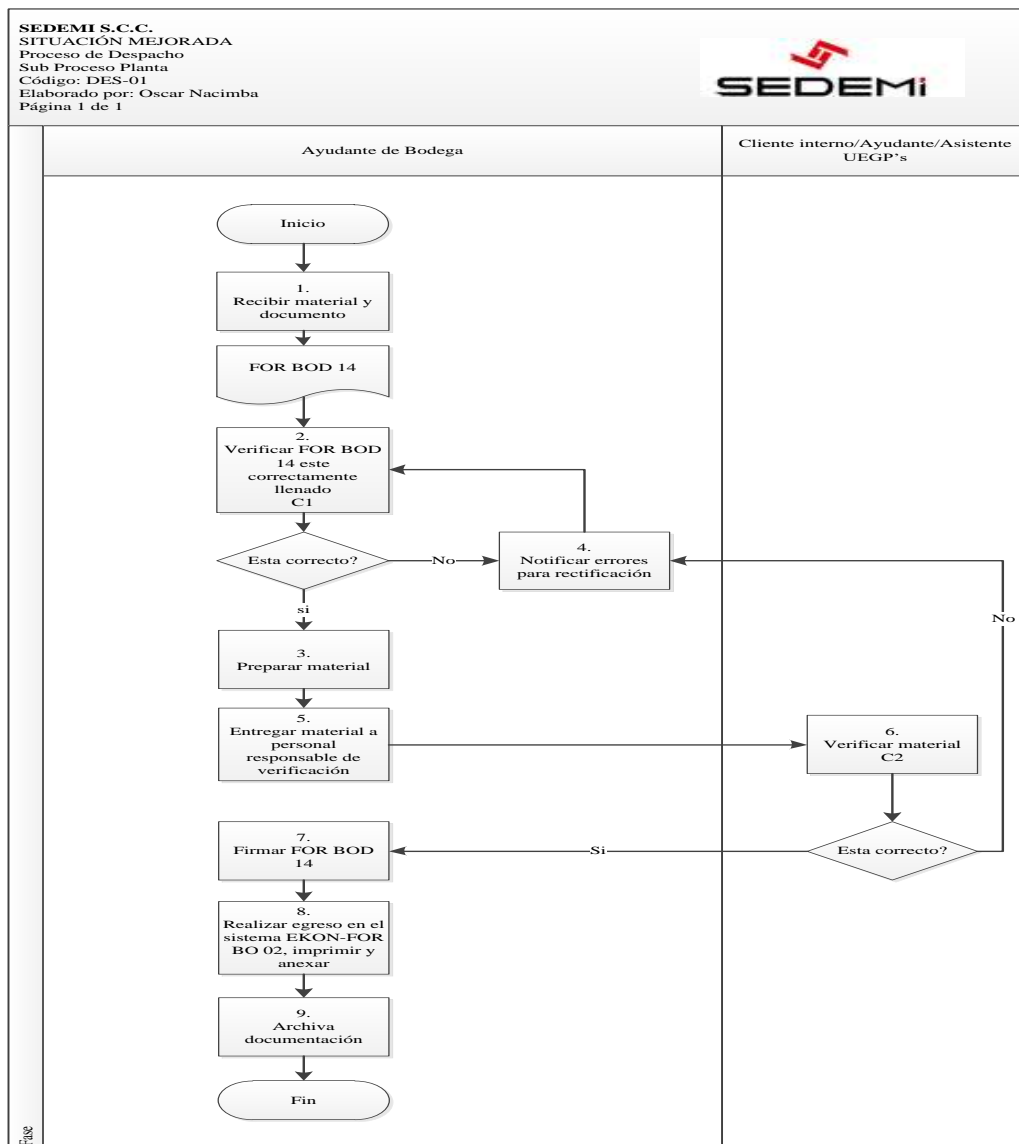 SEDEMI S.C.C.
SITUACIÓN MEJORADA
Proceso de Despacho
Sub Proceso Planta
Código: DES-01
Elaborado por: Oscar Nacimba
Página 1 de 1
SEDEMi
Ayudante de Bodega
Cliente interno/Ayudante/Asistente
UEGP's
Inicio
1.
Recibir material y
documento
FOR BOD 14
2.
Verificar FOR BOD
14 este
correctamente
llenado
C1
Esta correcto?
No
4.
Notificar errores
para rectificación
No
si
3.
Preparar material
5.
Entregar material a
personal
responsable de
verificación
6.
Verificar material
C2
7.
Firmar FOR BOD
14
Si
Esta correcto?
8.
Realizar egreso en el
sistema EKON-FOR
BO 02, imprimir y
anexar
9.
Archiva
documentación
Fin
Fase